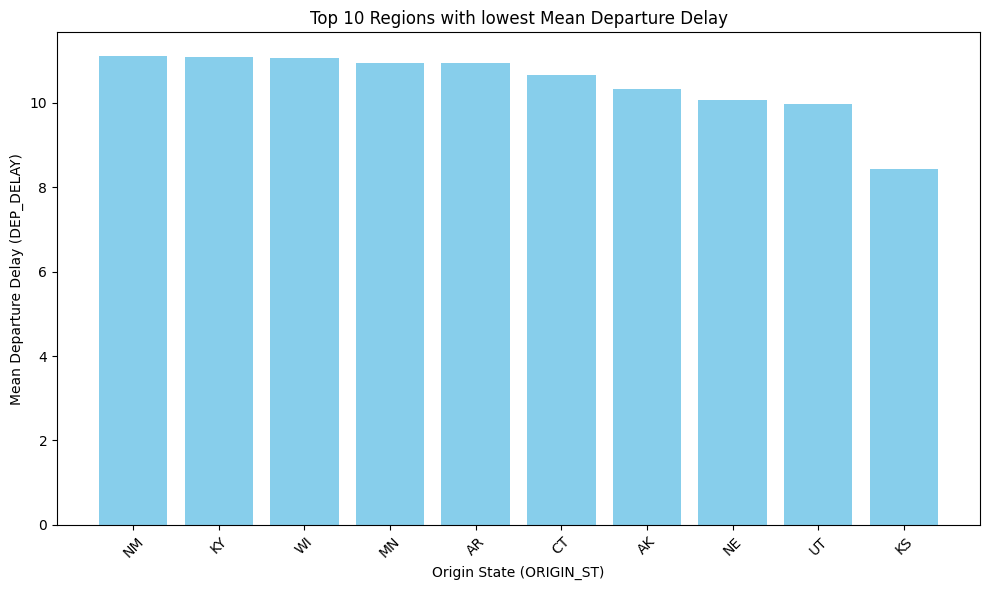 Top 10 Regions with lowest Mean Departure Delay
Mean Departure Delay (DEP_DELAY)
10
8
6
4
2
0
NM
KY
WI
MN
AR
CT
AK
NE
UT
KS
Origin State (ORIGIN_ST)